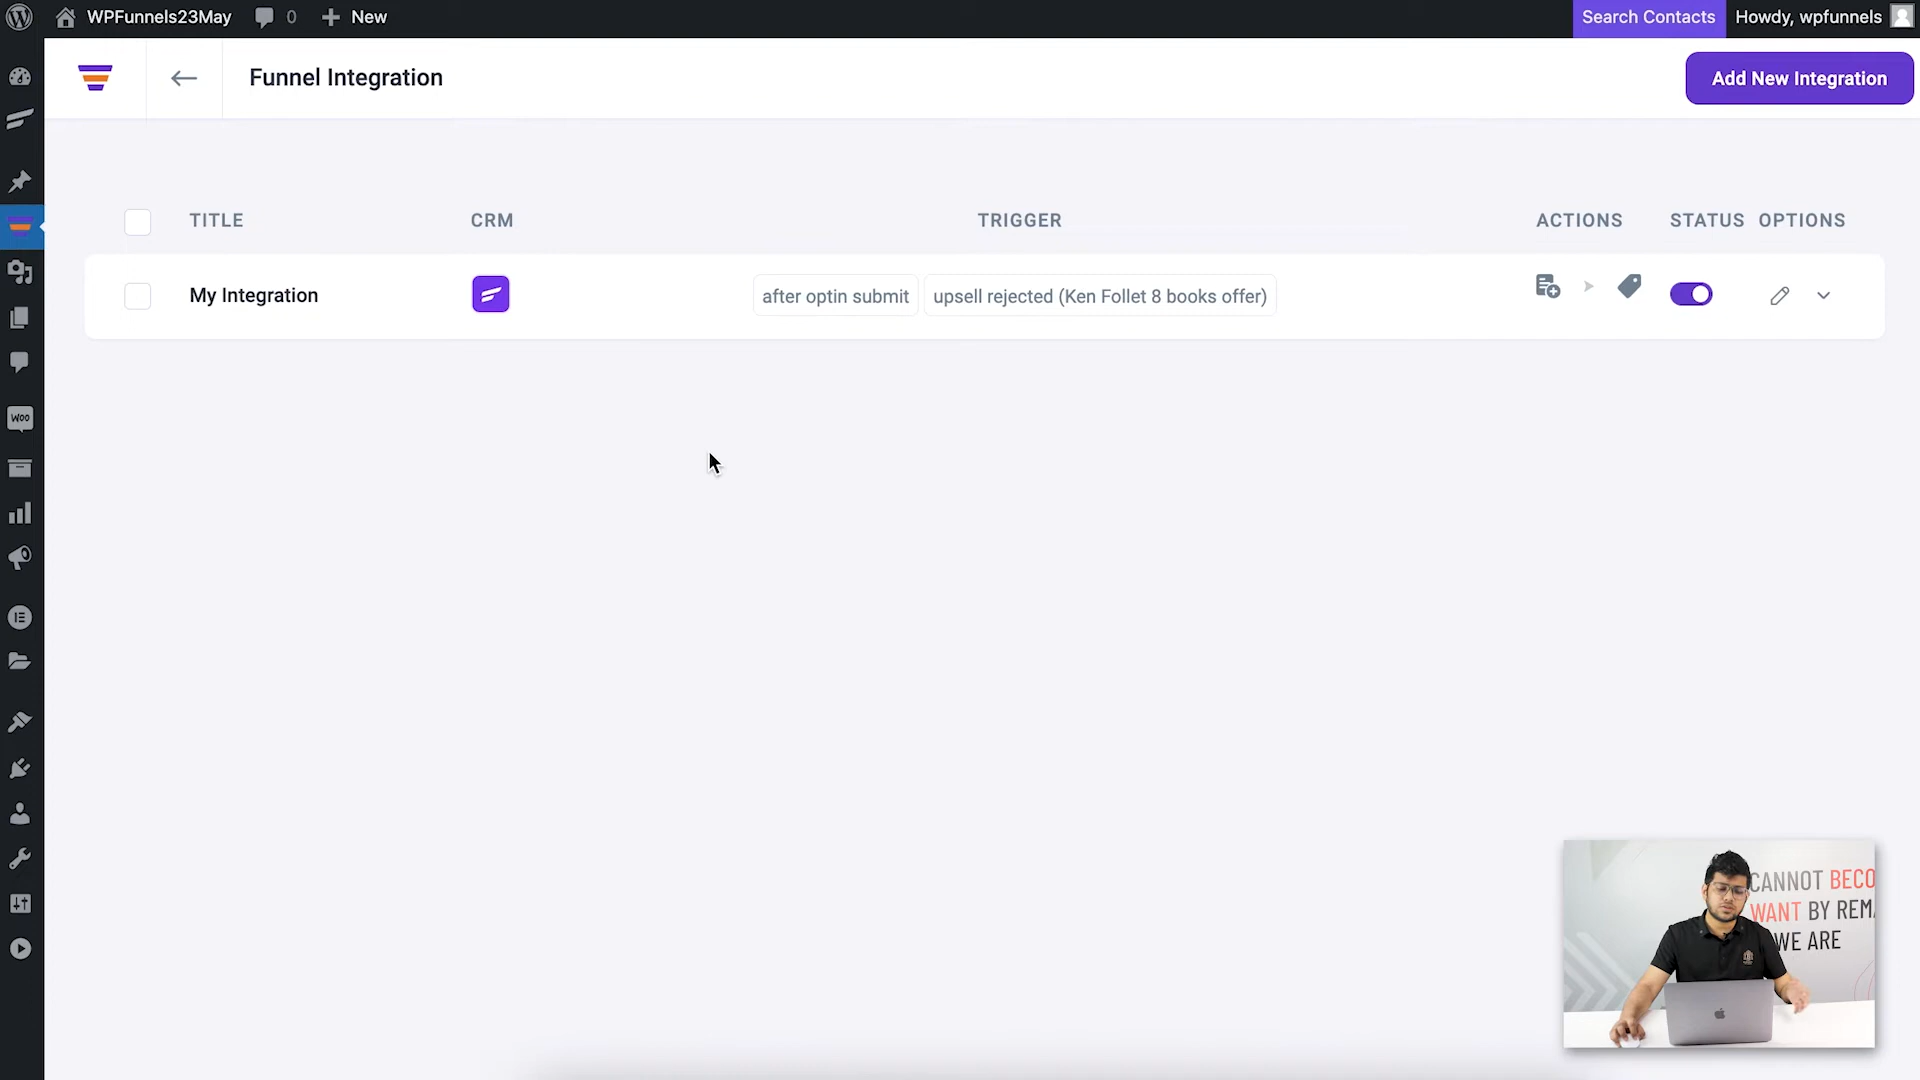 WPFunnels23May 0 New Search Contacts Howdy, wpfunnels
Funnel Integration Add New Integration
TITLE CRM TRIGGER ACTIONS STATUS OPTIONS
My Integration after optin submit upsell rejected (Ken Follet 8 books offer)
WOO
CANNOT BECO
WANT BY REM
WE ARE